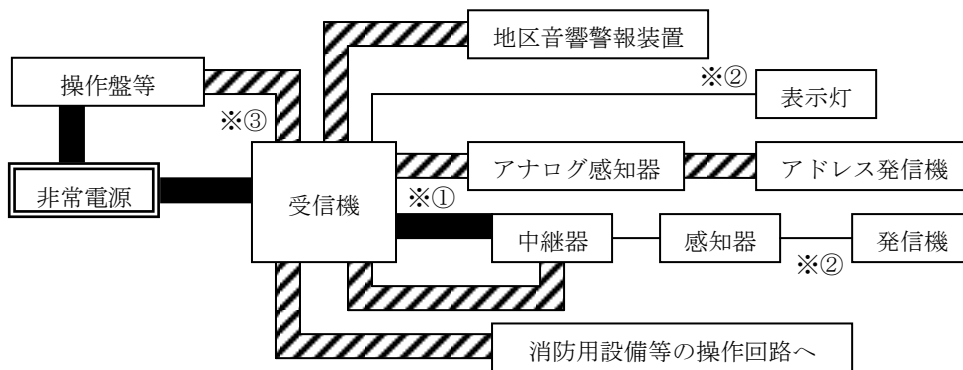 地区音響警報装置
操作盤等
※②
表示灯
※③
非常電源
受信機
アナログ感知器
アドレス発信機
※①
中継器
感知器
発信機
※②
消防用設備等の操作回路へ